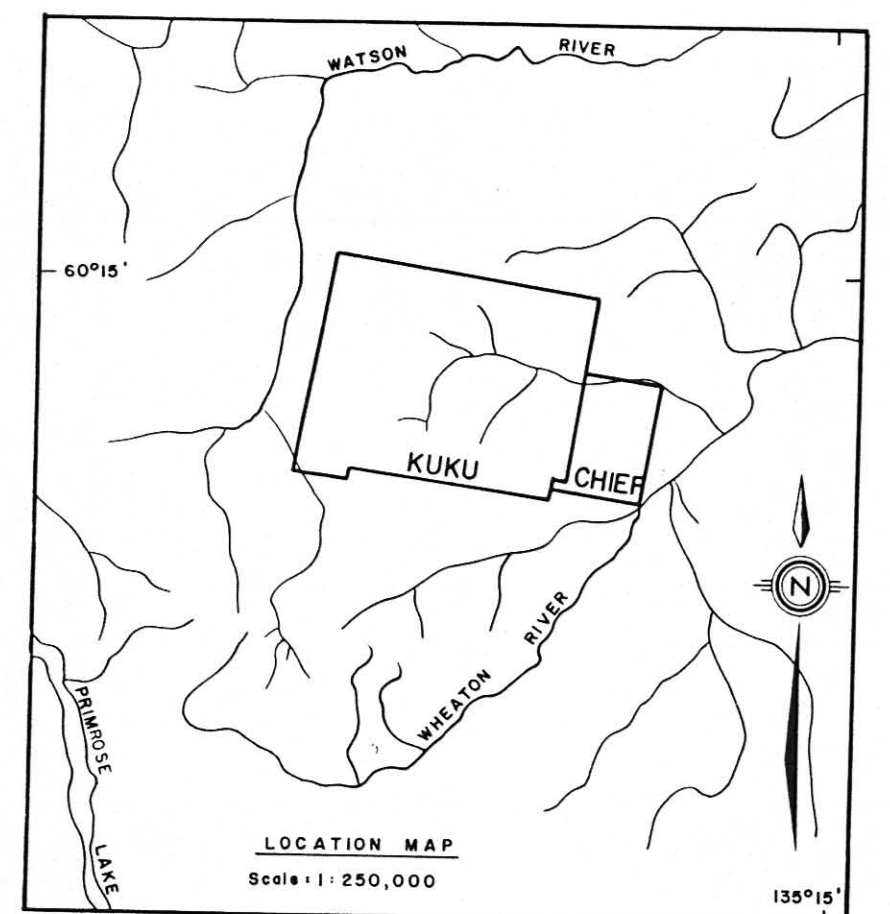 WATSON RIVER
60°15'
KUKU
CHIEF
N
WHEATON RIVER
PRIMROSE LAKE
LOCATION MAP
Scale: 1: 250,000
135°15'